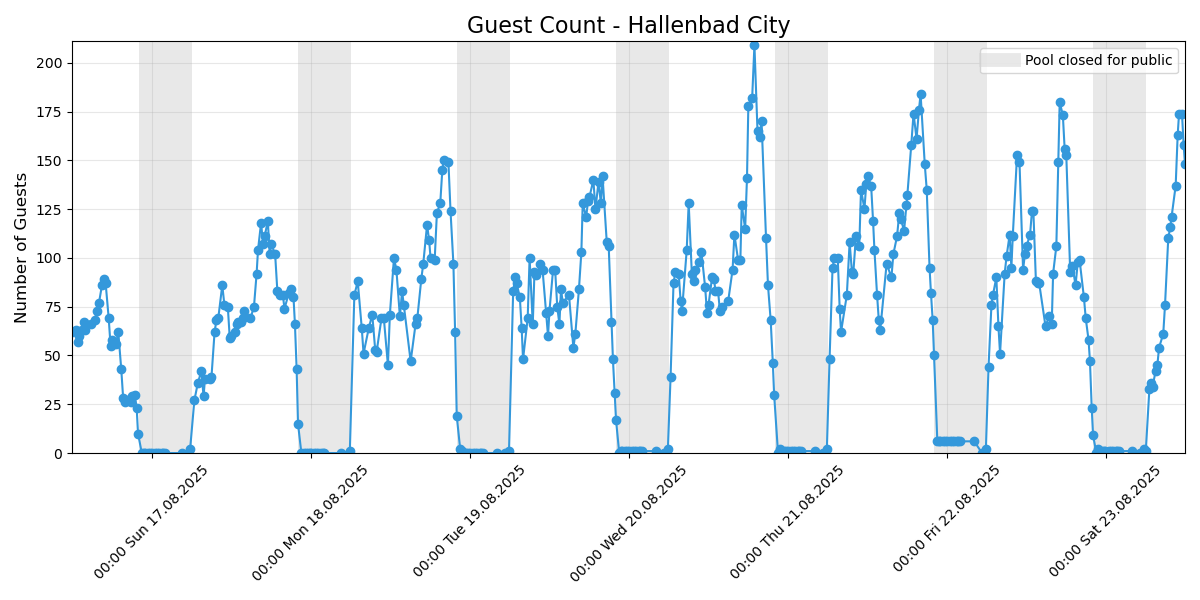 Guest Count - Hallenbad City
Pool closed for public
Number of Guests
200
175
150
125
100
75
50
25
0
00:00 Sun 17.08.2025
00:00 Mon 18.08.2025
00:00 Tue 19.08.2025
00:00 Wed 20.08.2025
00:00 Thu 21.08.2025
00:00 Fri 22.08.2025
00:00 Sat 23.08.2025